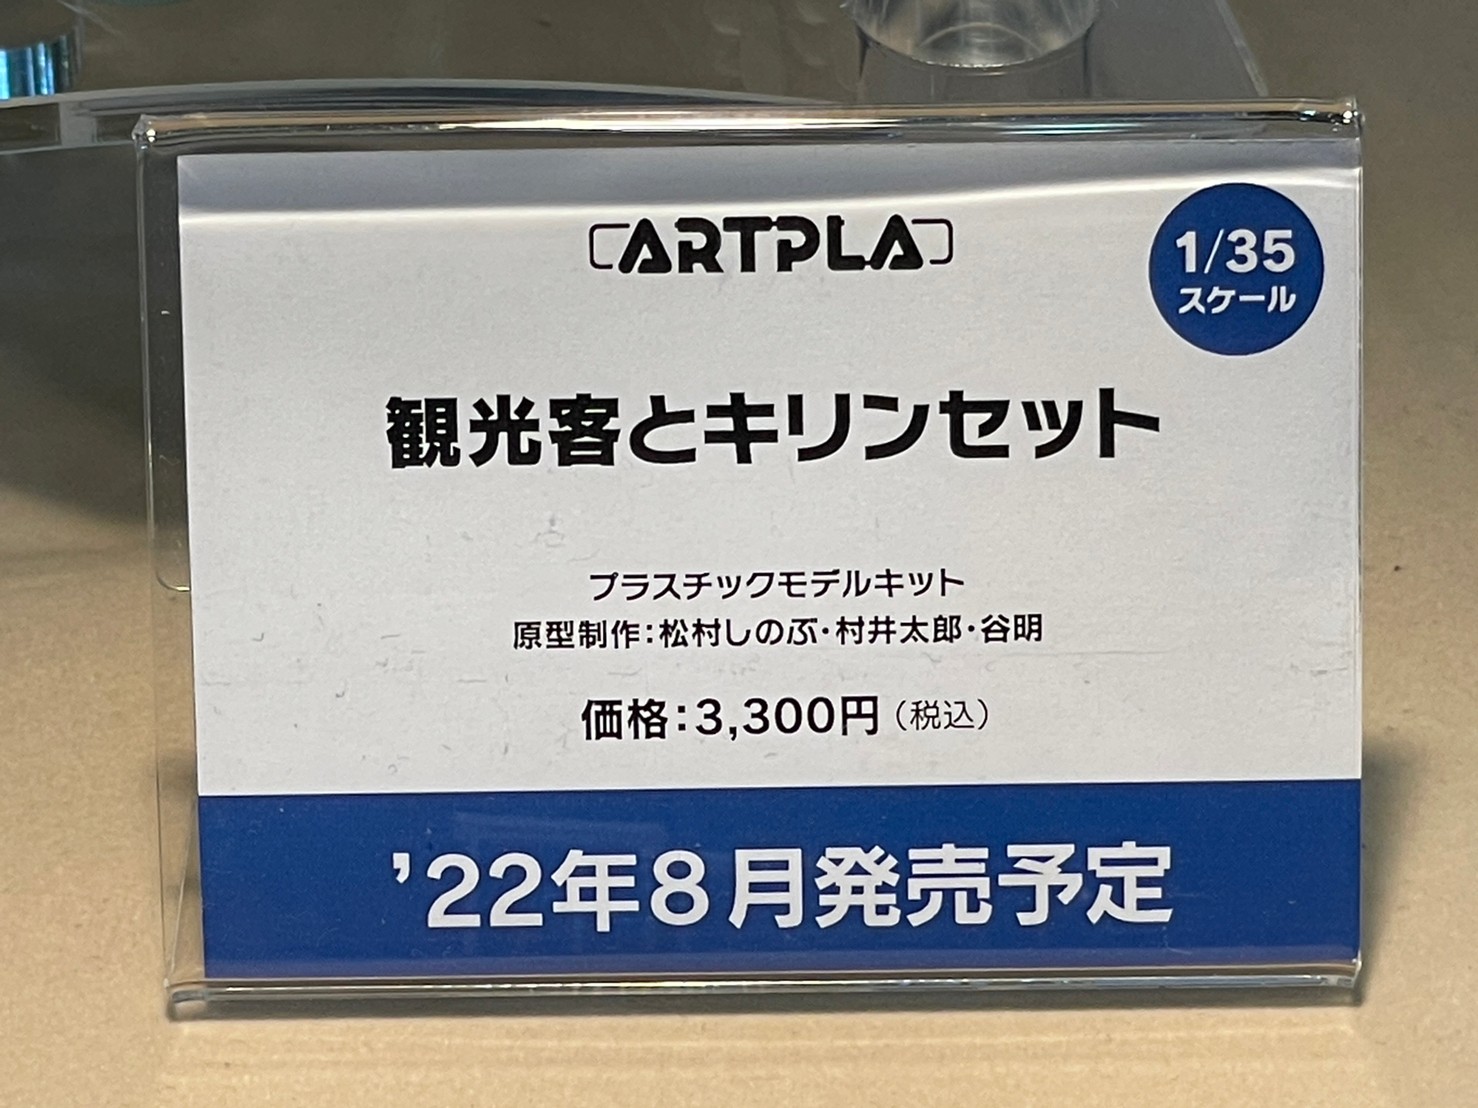 ARTPLA
1/35
スケール
観光客とキリンセット
プラスチックモデルキット
原型制作：松村しのぶ・村井太郎・谷明
価格：3,300円（税込）
’22年8月発売予定